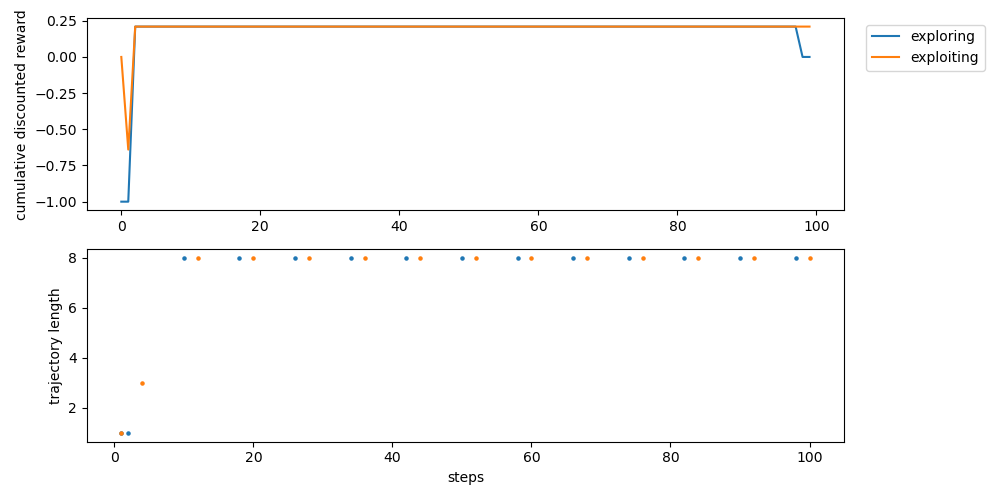 cumulative discounted reward
0.25
0.00
−0.25
−0.50
−0.75
−1.00
0 20 40 60 80 100
exploring
exploiting
trajectory length
8
6
4
2
0 20 40 60 80 100
steps